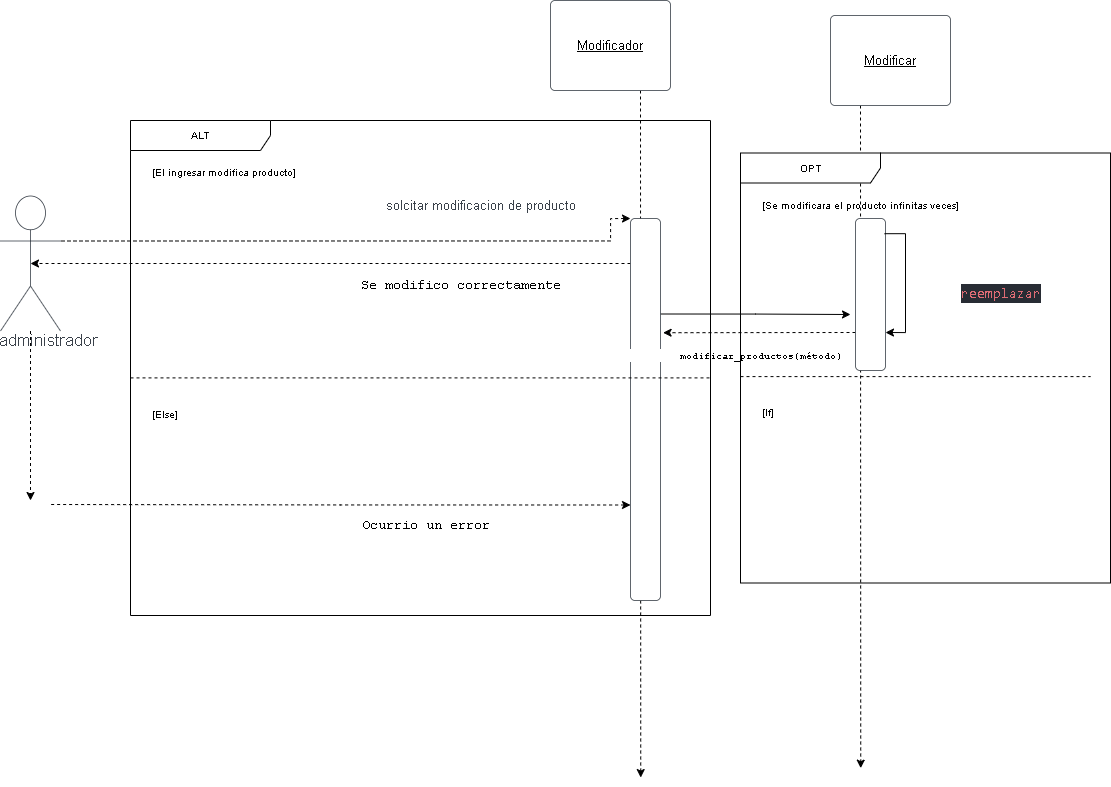 Modificador
Modificar
ALT
[El ingresar modifica producto]
OPT
[Se modificara el producto infinitas veces]
solcitar modificacion de producto
Se modifico correctamente
reemplazar
administrador
modificar_productos(método)
[Else]
[If]
Ocurrio un error